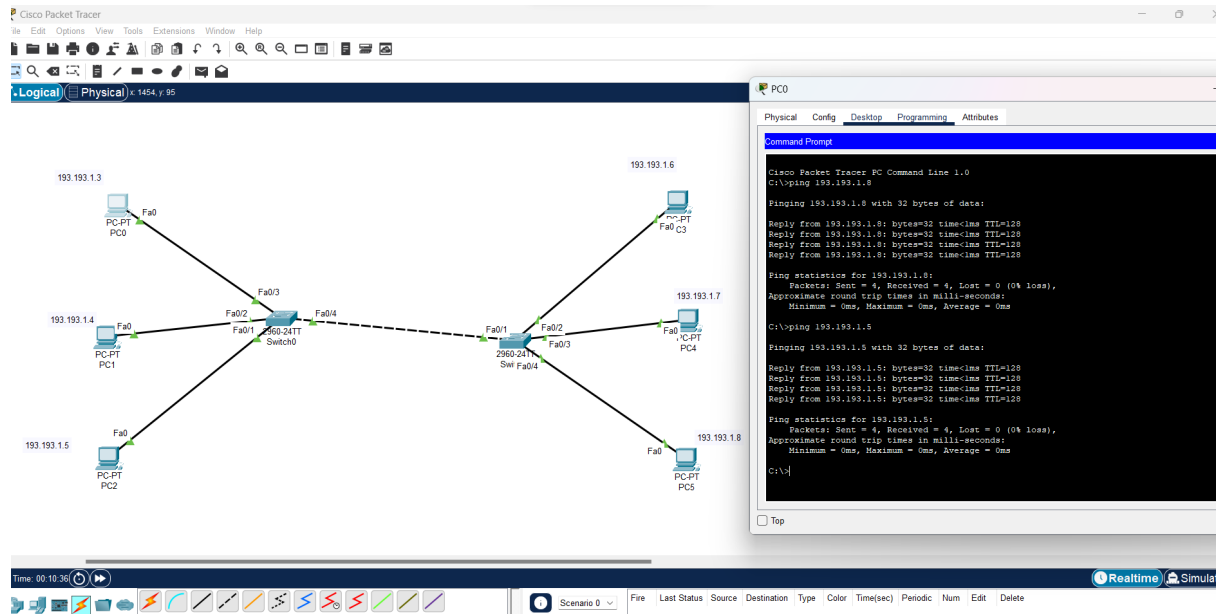 Cisco Packet Tracer
File Edit Options View Tools Extensions Window Help
Logical Physical x: 1454, y: 95
193.193.1.3
Fa0
PC-PT
PC0
193.193.1.4
Fa0
PC-PT
PC1
193.193.1.5
Fa0
PC-PT
PC2
Fa0/3
Fa0/2
Fa0/4
Fa0/1
2960-24TT
Switch0
Fa0/1
Fa0/2
Fa0/3
2960-24TT
Swi Fa0/4
193.193.1.6
PC-PT
Fa0 C3
193.193.1.7
Fa0 PC-PT
PC4
193.193.1.8
Fa0
PC-PT
PC5
PC0
Physical Config Desktop Programming Attributes
Command Prompt
Cisco Packet Tracer PC Command Line 1.0
C:\>ping 193.193.1.8
Pinging 193.193.1.8 with 32 bytes of data:
Reply from 193.193.1.8: bytes=32 time<1ms TTL=128
Reply from 193.193.1.8: bytes=32 time<1ms TTL=128
Reply from 193.193.1.8: bytes=32 time<1ms TTL=128
Reply from 193.193.1.8: bytes=32 time<1ms TTL=128
Ping statistics for 193.193.1.8:
Packets: Sent = 4, Received = 4, Lost = 0 (0% loss),
Approximate round trip times in milli-seconds:
Minimum = 0ms, Maximum = 0ms, Average = 0ms
C:\>ping 193.193.1.5
Pinging 193.193.1.5 with 32 bytes of data:
Reply from 193.193.1.5: bytes=32 time<1ms TTL=128
Reply from 193.193.1.5: bytes=32 time<1ms TTL=128
Reply from 193.193.1.5: bytes=32 time<1ms TTL=128
Reply from 193.193.1.5: bytes=32 time<1ms TTL=128
Ping statistics for 193.193.1.5:
Packets: Sent = 4, Received = 4, Lost = 0 (0% loss),
Approximate round trip times in milli-seconds:
Minimum = 0ms, Maximum = 0ms, Average = 0ms
C:\>
Top
Time: 00:10:36
Realtime Simulat
Scenario 0
Fire Last Status Source Destination Type Color Time(sec) Periodic Num Edit Delete